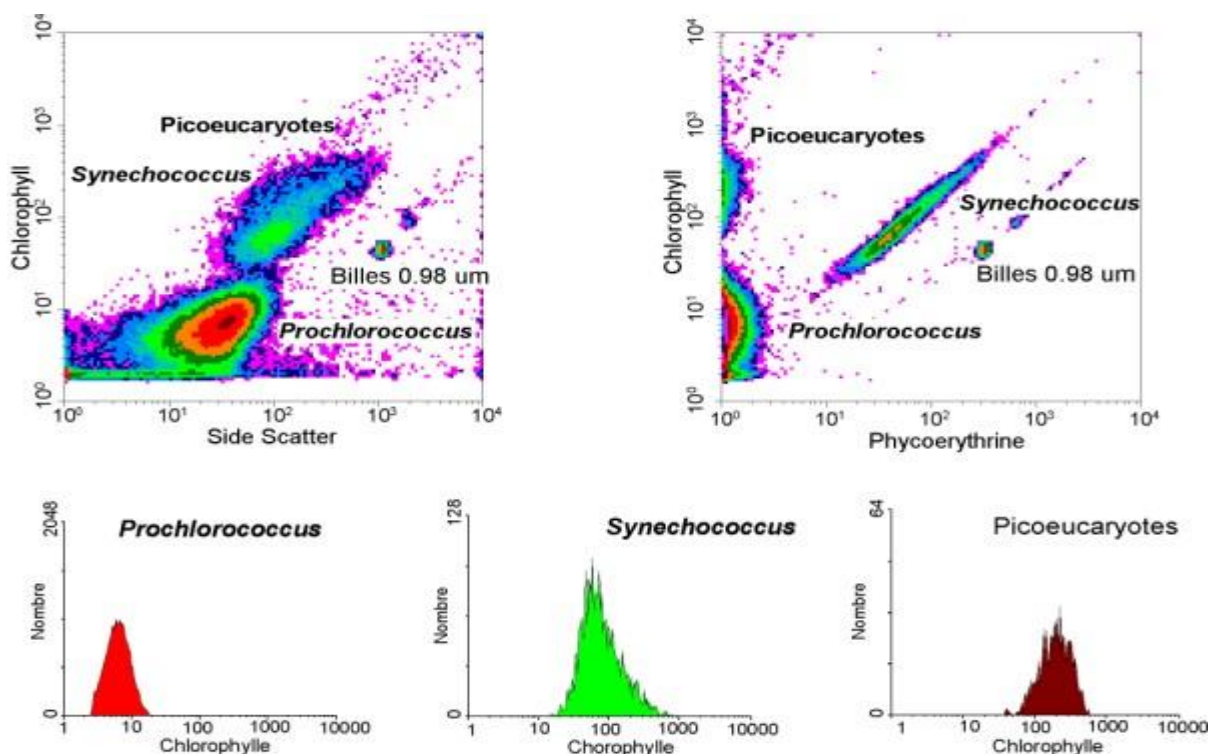 Chlorophyll
10⁴
10³
10²
10¹
10⁰
Picoeucaryotes
Synechococcus
Billes 0.98 um
Prochlorococcus
10⁰ 10¹ 10² 10³ 10⁴
Side Scatter
Chlorophyll
10⁴
10³
10²
10¹
10⁰
Picoeucaryotes
Synechococcus
Billes 0.98 um
Prochlorococcus
10⁰ 10¹ 10² 10³ 10⁴
Phycoerythrine
2048
Nombre
0
Prochlorococcus
1 10 100 1000 10000
Chlorophylle
128
Nombre
0
Synechococcus
1 10 100 1000 10000
Chorophylle
64
Nombre
0
Picoeucaryotes
1 10 100 1000 10000
Chlorophylle